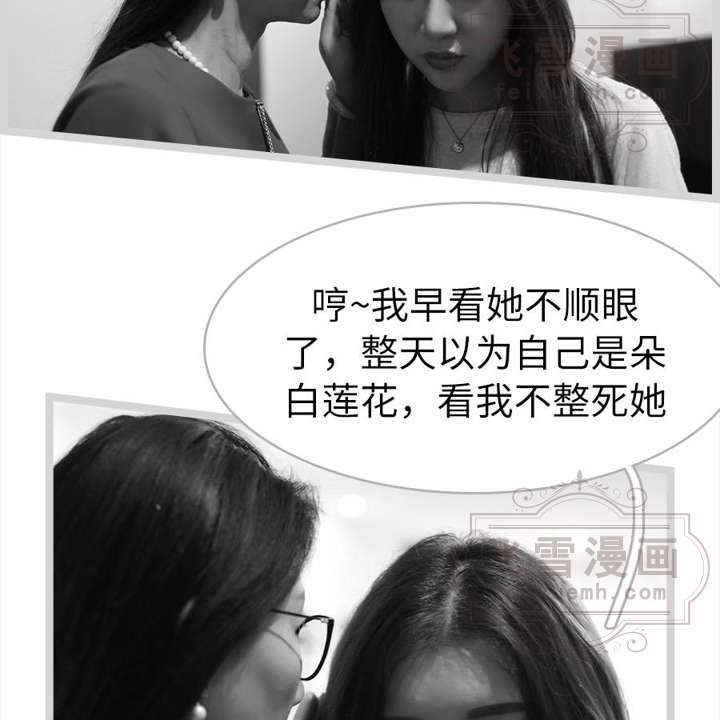 飞雪漫画
哼~我早看她不顺眼
了，整天以为自己是朵
白莲花，看我不整死她
飞雪漫画